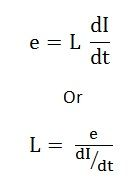 e = L dI/dt
Or
L = e/dI/dt